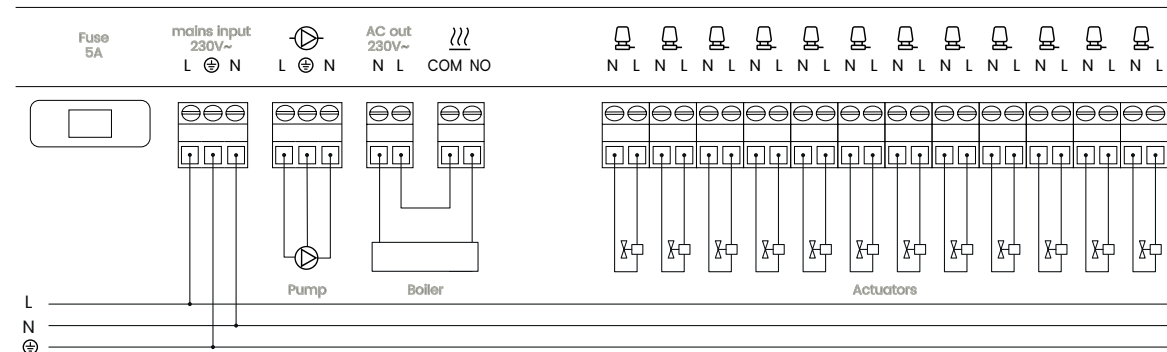 Fuse
5A
mains input
230V~
L N
L N
AC out
230V~
N L
COM NO
N L N L N L N L N L N L N L N L N L N L N L N L
Pump
Boiler
Actuators
L
N